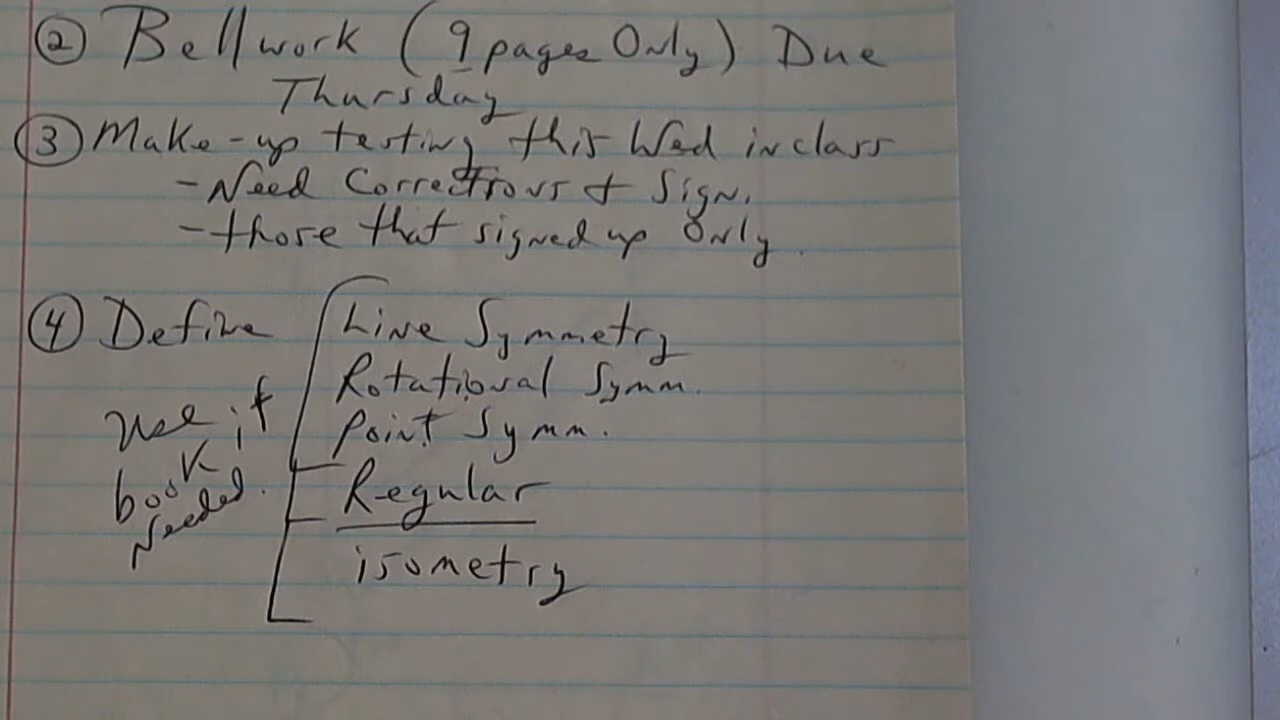 ② Bellwork (9 pages Only) Due
Thursday
③ Make-up testing this Wed in class
- Need Corrections + Sign.
- those that signed up Only.
④ Define Line Symmetry
Rotational Symm.
Point Symm.
Regular
isometry
Use if
book
Needed.